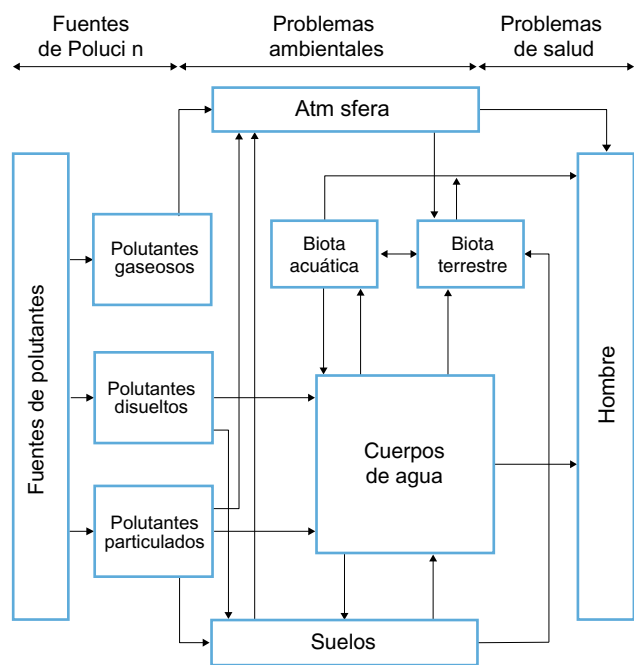 Fuentes
de Poluci n
Problemas
ambientales
Problemas
de salud
Atm sfera
Fuentes de polutantes
Polutantes
gaseosos
Biota
acuática
Biota
terrestre
Polutantes
disueltos
Cuerpos
de agua
Hombre
Polutantes
particulados
Suelos